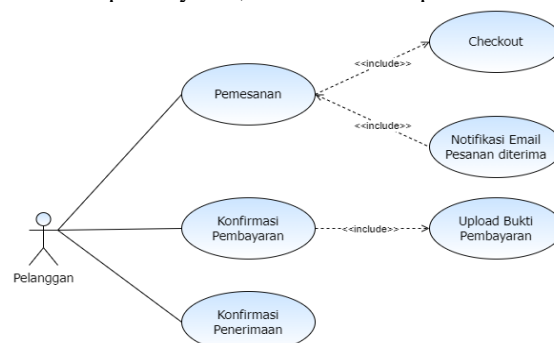 Checkout
<<include>>
Pemesanan
<<include>>
Notifikasi Email
Pesanan diterima
Konfirmasi
Pembayaran
<<include>>
Upload Bukti
Pembayaran
Pelanggan
Konfirmasi
Penerimaan